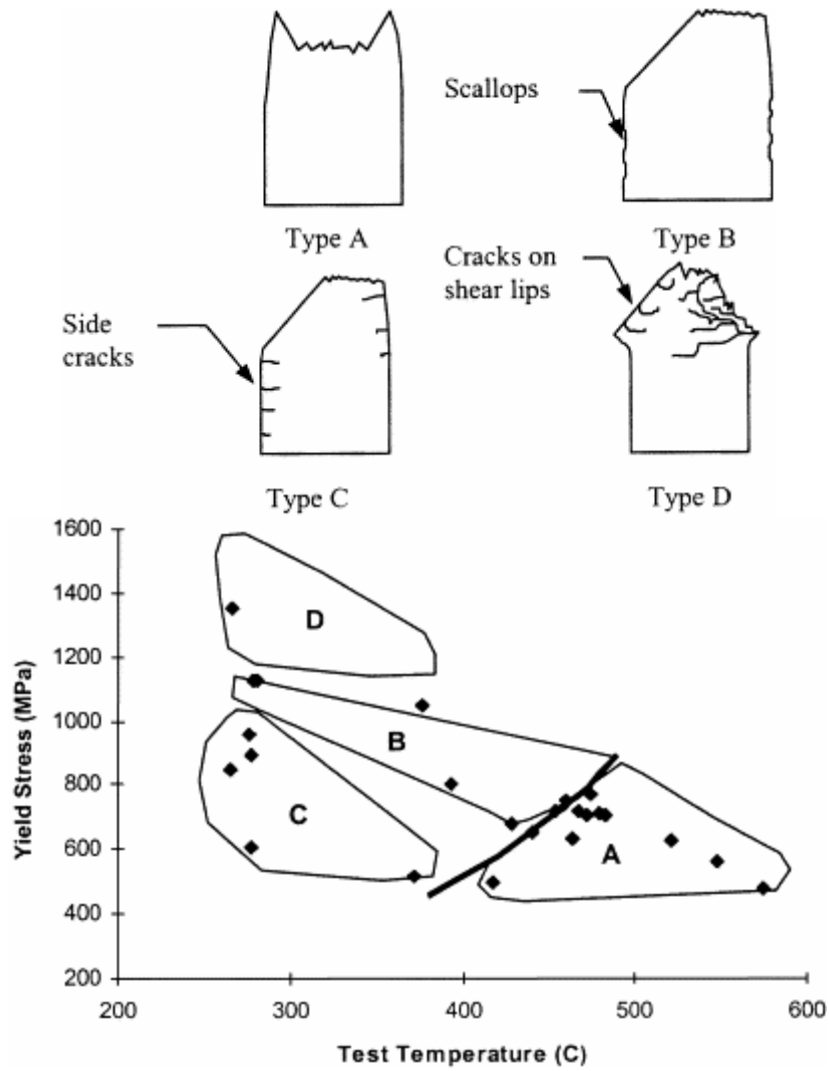 Scallops
Type A
Type B
Side
cracks
Cracks on
shear lips
Type C
Type D
1600
1400
1200
1000
800
600
400
200
D
B
C
A
Yield Stress (MPa)
200 300 400 500 600
Test Temperature (C)